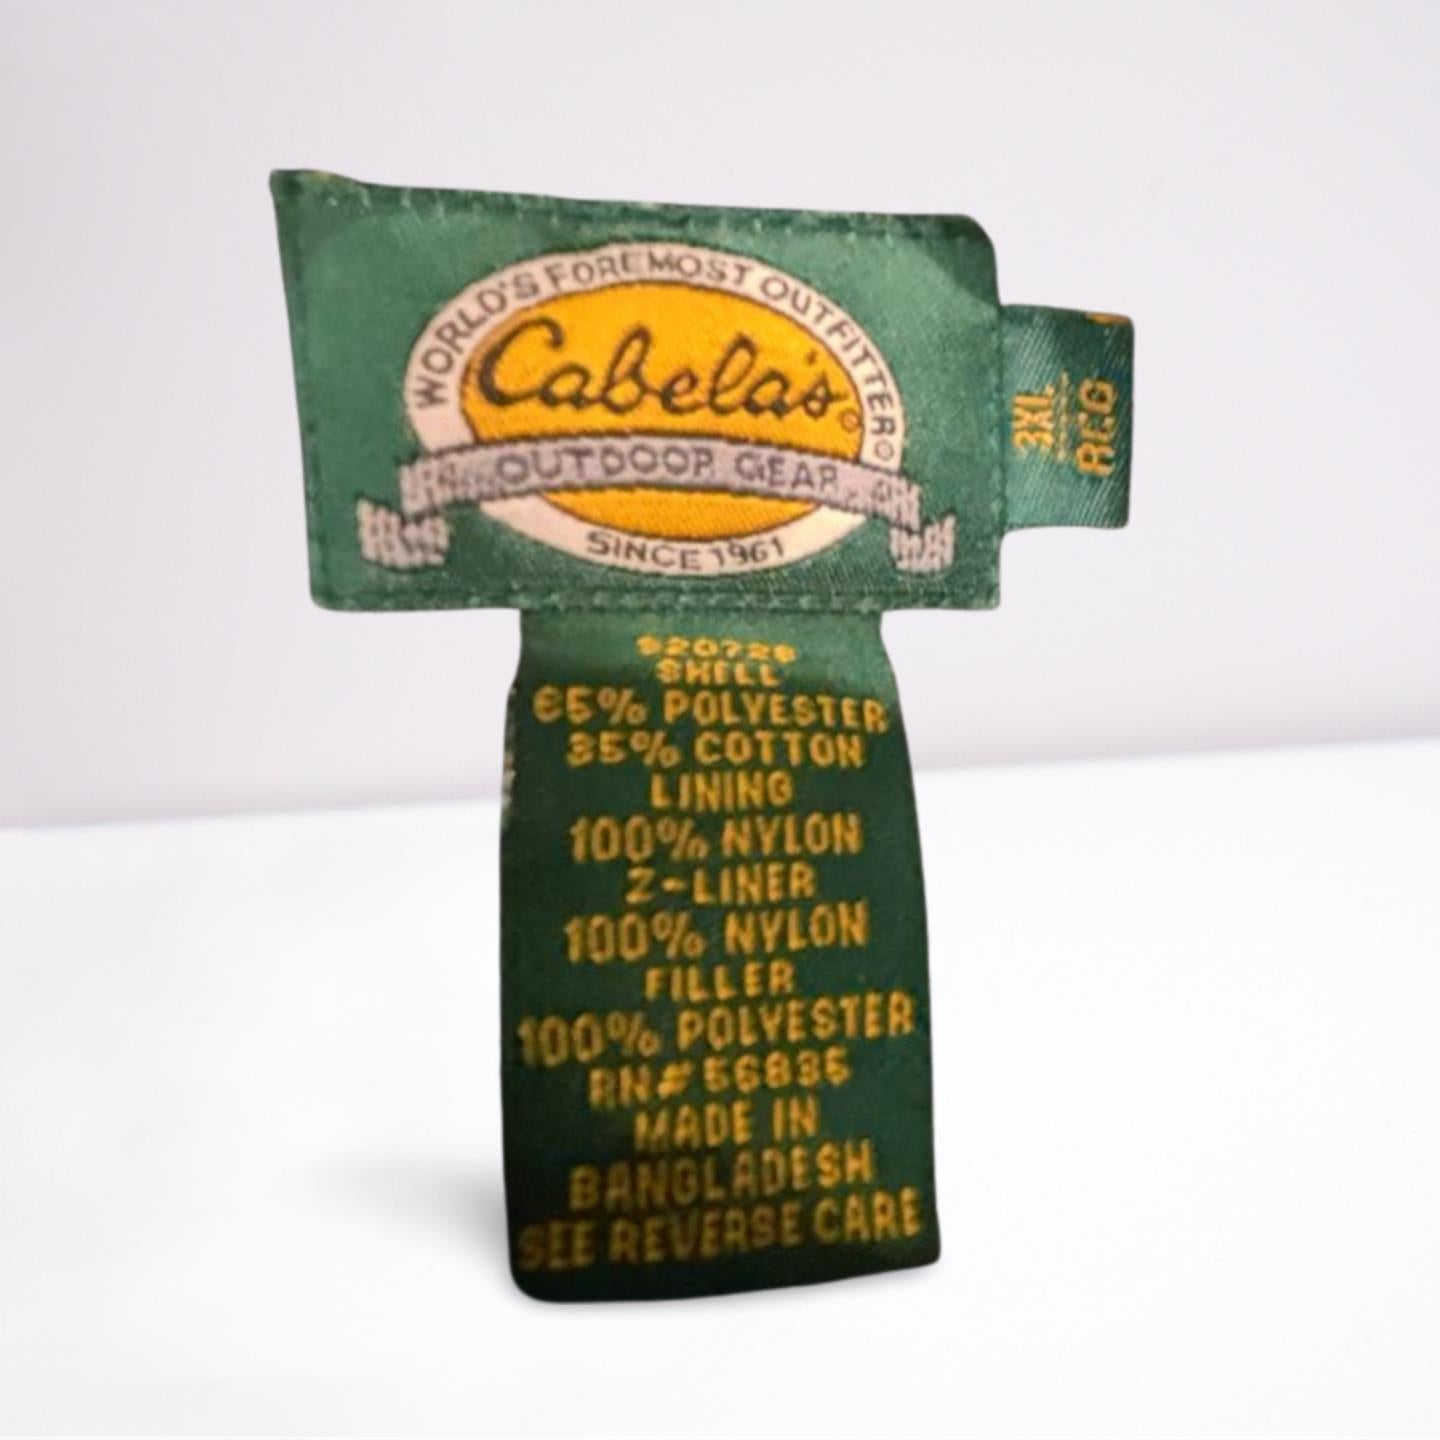 WORLD'S FOREMOST OUTFITTER®
Cabela's®
OUTDOOR GEAR
SINCE 1961
3XL
REG
SHELL
65% POLYESTER
35% COTTON
LINING
100% NYLON
Z-LINER
100% NYLON
FILLER
100% POLYESTER
RN#56835
MADE IN
BANGLADESH
SEE REVERSE CARE